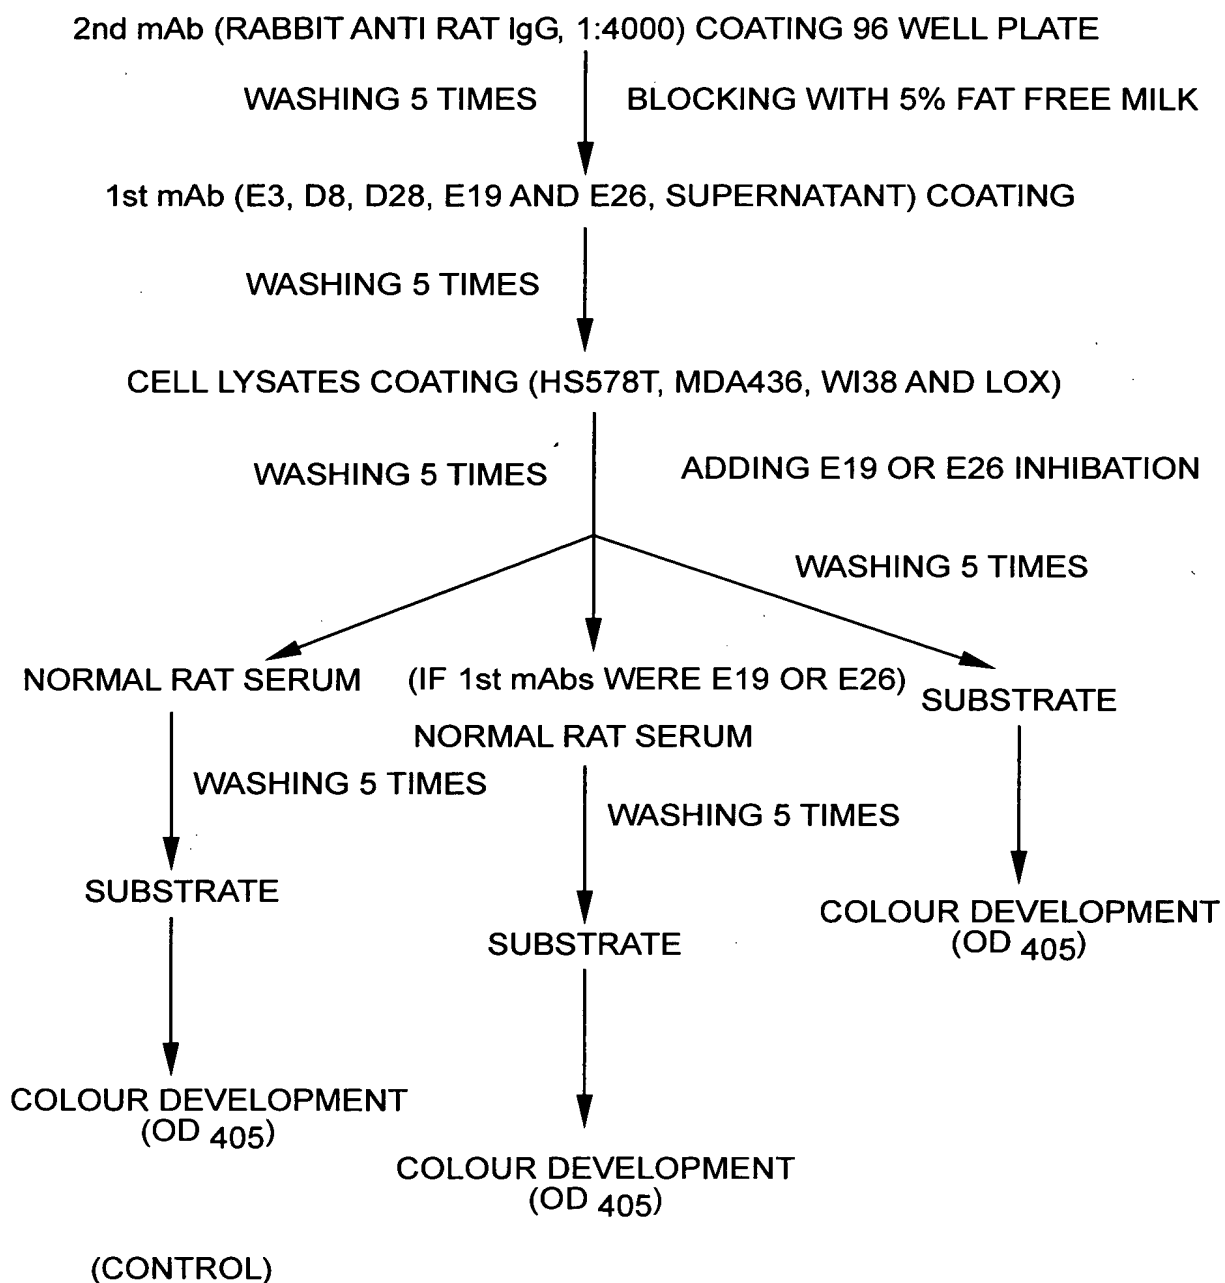 2nd mAb (RABBIT ANTI RAT IgG, 1:4000) COATING 96 WELL PLATE
WASHING 5 TIMES
BLOCKING WITH 5% FAT FREE MILK
1st mAb (E3, D8, D28, E19 AND E26, SUPERNATANT) COATING
WASHING 5 TIMES
CELL LYSATES COATING (HS578T, MDA436, WI38 AND LOX)
WASHING 5 TIMES
ADDING E19 OR E26 INHIBATION
WASHING 5 TIMES
NORMAL RAT SERUM
WASHING 5 TIMES
SUBSTRATE
COLOUR DEVELOPMENT
(OD 405)
(CONTROL)
(IF 1st mAbs WERE E19 OR E26)
NORMAL RAT SERUM
WASHING 5 TIMES
SUBSTRATE
COLOUR DEVELOPMENT
(OD 405)
SUBSTRATE
COLOUR DEVELOPMENT
(OD 405)